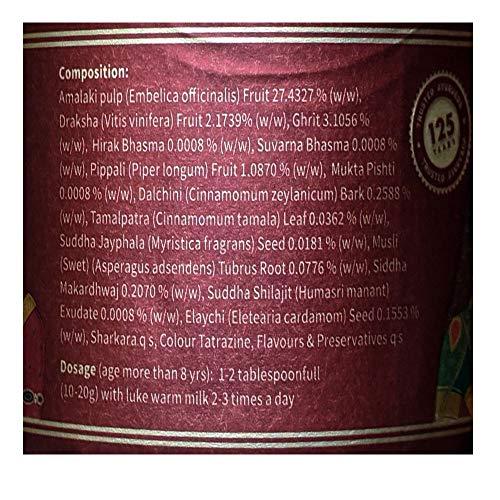 Composition:
Amalaki pulp (Embelica officinalis) Fruit 27.4327 % (w/w),
Draksha (Vitis vinifera) Fruit 2.1739% (w/w), Ghrit 3.1056
% (w/w), Hirak Bhasma 0.0008 % (w/w), Suvarna Bhasma 0.0008 %
(w/w), Pippali (Piper longum) Fruit 1.0870 % (w/w), Mukta Pishti
0.0008 % (w/w), Dalchini (Cinnamomum zeylanicum) Bark 0.2588 %
(w/w), Tamalpatra (Cinnamomum tamala) Leaf 0.0362 % (w/w),
Suddha Jayphala (Myristica fragrans) Seed 0.0181 % (w/w), Musli
(Swet) (Asparagus adsendens) Tubrus Root 0.0776 % (w/w), Siddha
Makardhwaj 0.2070 % (w/w), Suddha Shilajit (Humasri manant)
Exudate 0.0008 % (w/w), Elaychi (Eletearia cardamom) Seed 0.1553 %
(w/w), Sharkara.q s, Colour Tatrazine, Flavours & Preservatives q s
Dosage (age more than 8 yrs): 1-2 tablespoonfull
(10-20g) with luke warm milk 2-3 times a day
125
YEARS
TRUSTED